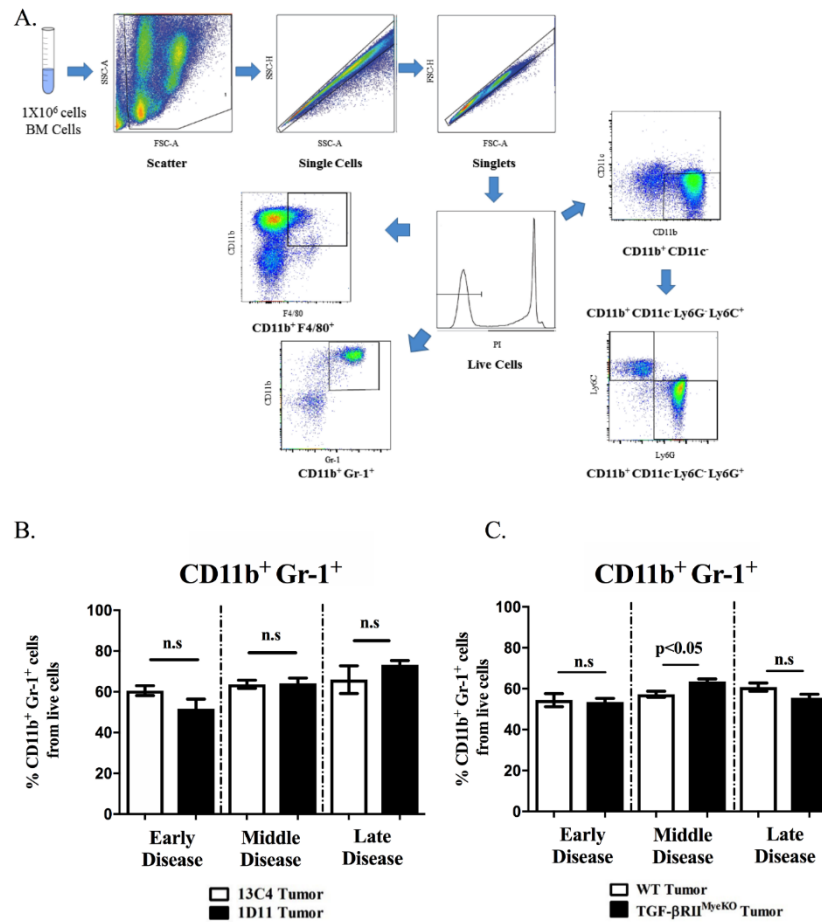 A.
1X10⁶ cells
BM Cells
SSC-A
FSC-A
Scatter
SSC-H
SSC-A
Single Cells
FSC-H
FSC-A
Singlets
CD11c
CD11b
CD11b⁺ CD11c⁻
CD11b
F4/80
CD11b⁺ F4/80⁺
PI
Live Cells
CD11b⁺ CD11c⁻Ly6G⁻ Ly6C⁺
CD11b
Gr-1
CD11b⁺ Gr-1⁺
Ly6C
Ly6G
CD11b⁺ CD11c⁻Ly6C⁻ Ly6G⁺
B.
CD11b⁺ Gr-1⁺
% CD11b⁺ Gr-1⁺ cells
from live cells
100
80
60
40
20
0
n.s
n.s
n.s
Early
Disease
Middle
Disease
Late
Disease
13C4 Tumor
1D11 Tumor
C.
CD11b⁺ Gr-1⁺
% CD11b⁺ Gr-1⁺ cells
from live cells
100
80
60
40
20
0
n.s
p<0.05
n.s
Early
Disease
Middle
Disease
Late
Disease
WT Tumor
TGF-βRIIᴹʸᵉᴷᴼ Tumor